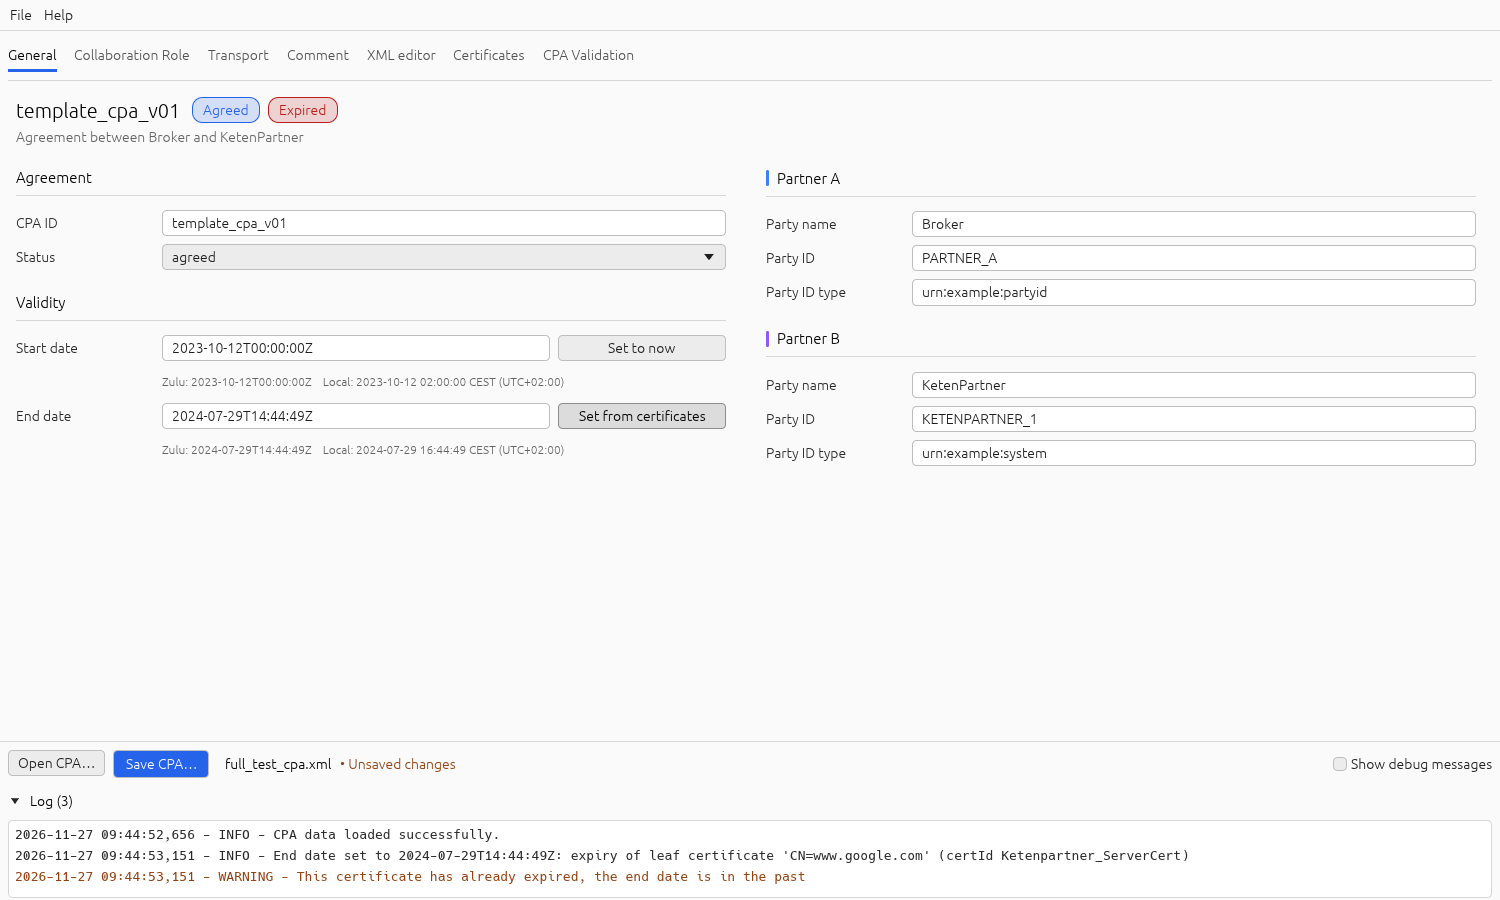 File Help
General Collaboration Role Transport Comment XML editor Certificates CPA Validation
template_cpa_v01 Agreed Expired
Agreement between Broker and KetenPartner
Agreement
CPA ID template_cpa_v01
Status agreed
Validity
Start date 2023-10-12T00:00:00Z Set to now
Zulu: 2023-10-12T00:00:00Z Local: 2023-10-12 02:00:00 CEST (UTC+02:00)
End date 2024-07-29T14:44:49Z Set from certificates
Zulu: 2024-07-29T14:44:49Z Local: 2024-07-29 16:44:49 CEST (UTC+02:00)
Partner A
Party name Broker
Party ID PARTNER_A
Party ID type urn:example:partyid
Partner B
Party name KetenPartner
Party ID KETENPARTNER_1
Party ID type urn:example:system
Open CPA... Save CPA... full_test_cpa.xml • Unsaved changes Show debug messages
Log (3)
2026-11-27 09:44:52,656 - INFO - CPA data loaded successfully.
2026-11-27 09:44:53,151 - INFO - End date set to 2024-07-29T14:44:49Z: expiry of leaf certificate 'CN=www.google.com' (certId Ketenpartner_ServerCert)
2026-11-27 09:44:53,151 - WARNING - This certificate has already expired, the end date is in the past